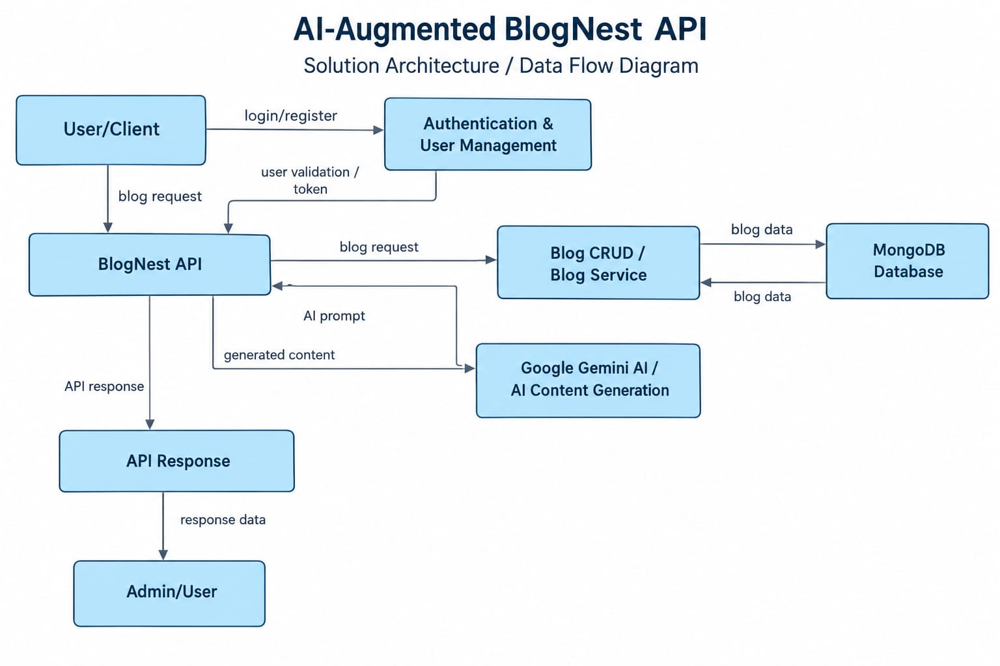 AI-Augmented BlogNest API
Solution Architecture / Data Flow Diagram
User/Client
login/register
Authentication &
User Management
user validation /
token
blog request
BlogNest API
blog request
Blog CRUD /
Blog Service
blog data
MongoDB
Database
blog data
AI prompt
generated content
Google Gemini AI /
AI Content Generation
API response
API Response
response data
Admin/User